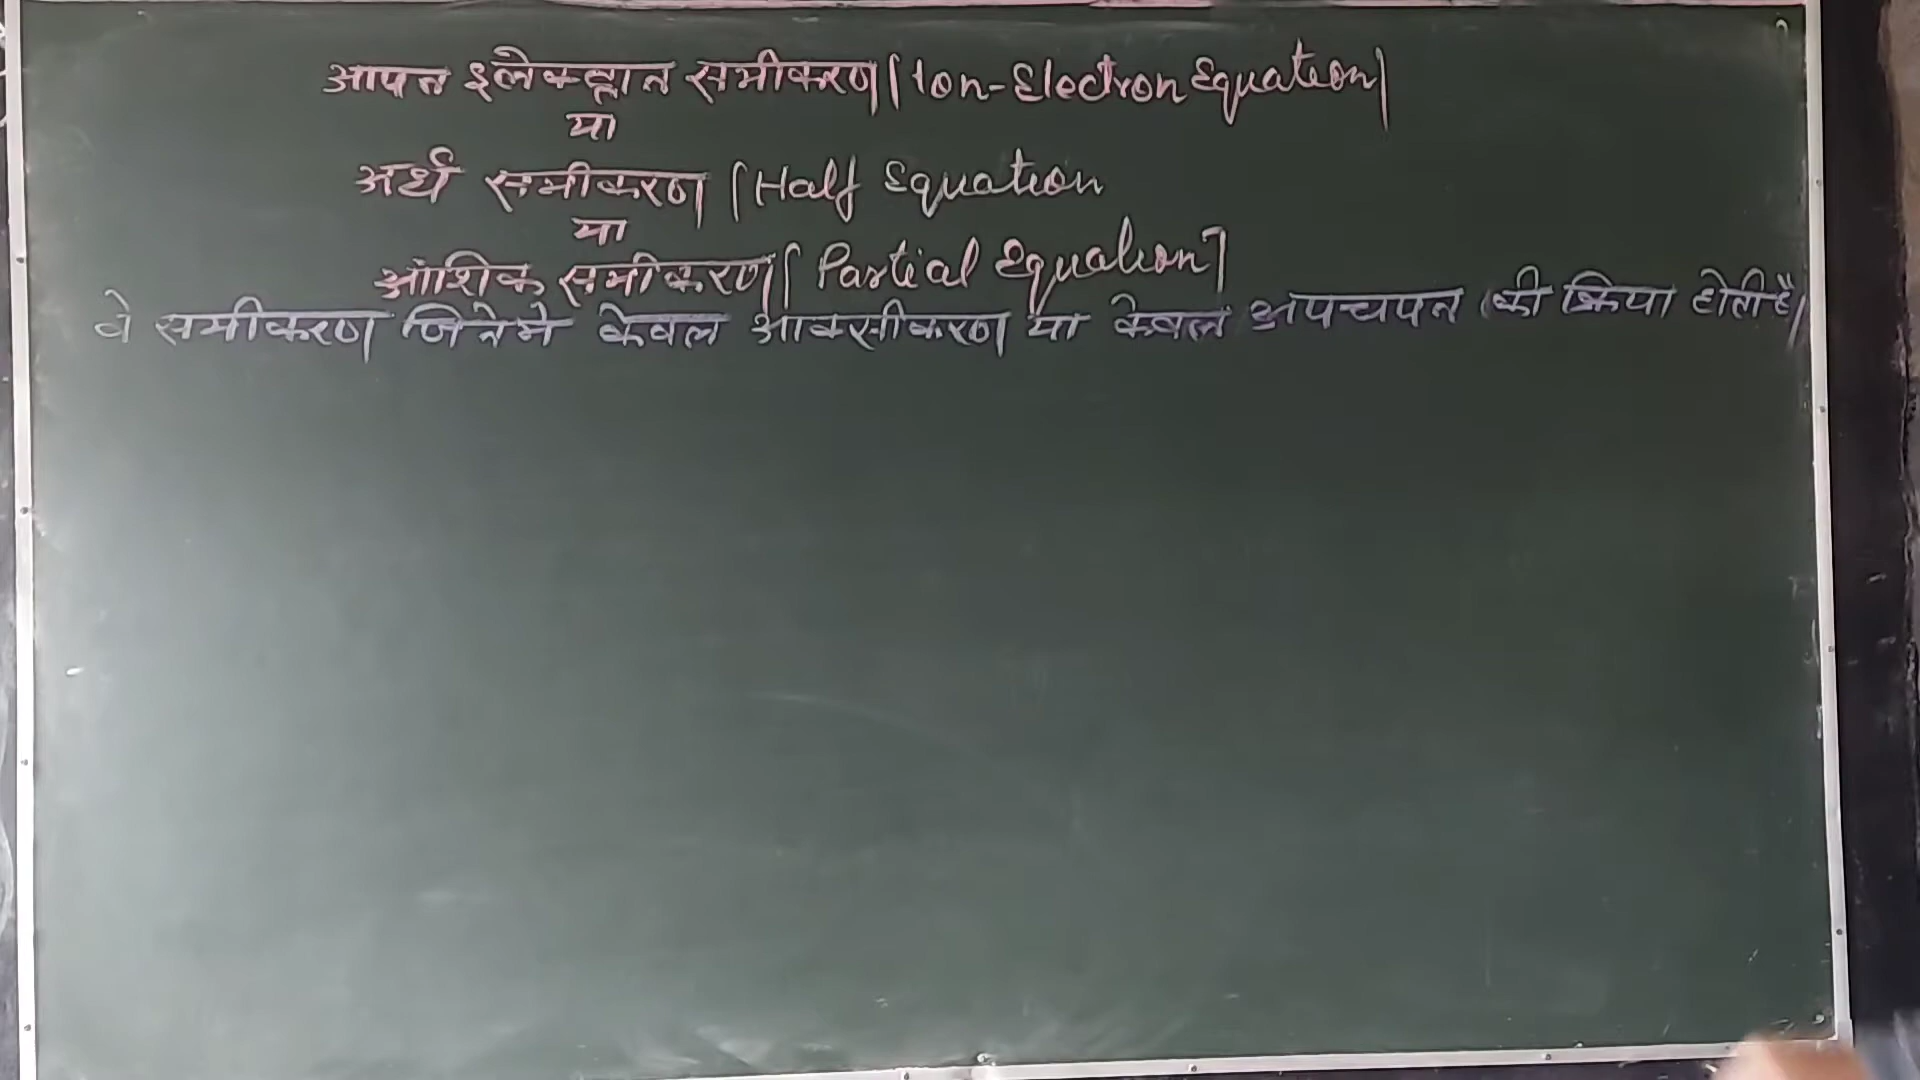 आयन इलेक्ट्रान समीकरण [Ion-Electron Equation]
या
अर्ध समीकरण [Half Equation
या
आंशिक समीकरण [Partial Equation]
वे समीकरण जिनमे केवल आक्सीकरण या केवल अपचयन की क्रिया होती है।